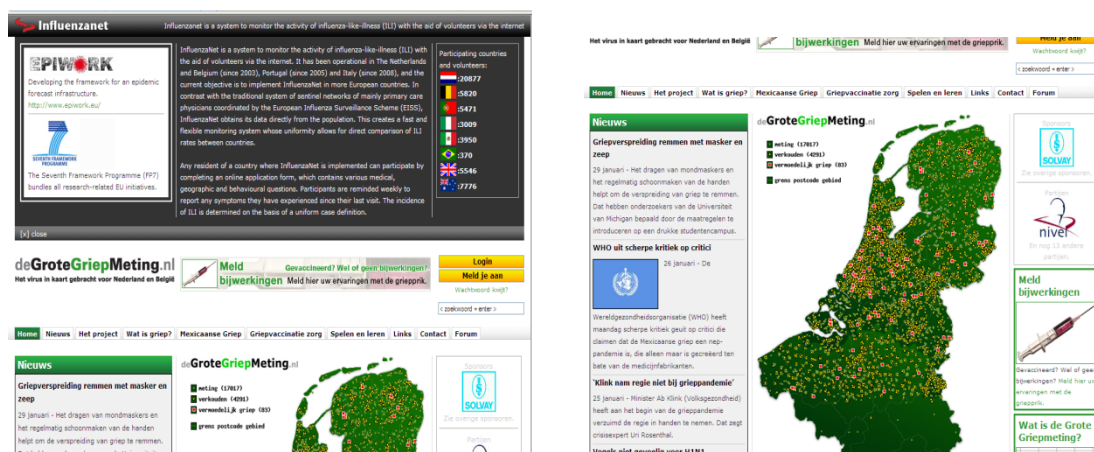 Influenzanet
Influenzanet is a system to monitor the activity of influenza-like-illness (ILI) with the aid of volunteers via the internet
EPIWORK
Developing the framework for an epidemic
forecast infrastructure.
http://www.epiwork.eu/
SEVENTH FRAMEWORK
PROGRAMME
The Seventh Framework Programme (FP7)
bundles all research-related EU initiatives.
InfluenzaNet is a system to monitor the activity of influenza-like-illness (ILI) with
the aid of volunteers via the internet. It has been operational in The Netherlands
and Belgium (since 2003), Portugal (since 2005) and Italy (since 2008), and the
current objective is to implement InfluenzaNet in more European countries. In
contrast with the traditional system of sentinel networks of mainly primary care
physicians coordinated by the European Influenza Surveillance Scheme (EISS),
InfluenzaNet obtains its data directly from the population. This creates a fast and
flexible monitoring system whose uniformity allows for direct comparison of ILI
rates between countries.
Any resident of a country where InfluenzaNet is implemented can participate by
completing an online application form, which contains various medical,
geographic and behavioural questions. Participants are reminded weekly to
report any symptoms they have experienced since their last visit. The incidence
of ILI is determined on the basis of a uniform case definition.
Participating countries
and volunteers:
:20877
:5820
:5471
:3009
:3950
:370
:5546
:7776
[x] close
deGroteGriepMeting.nl
Het virus in kaart gebracht voor Nederland en België
Meld
bijwerkingen
Gevaccineerd? Wel of geen bijwerkingen?
Meld hier uw ervaringen met de griepprik.
Login
Meld je aan
Wachtwoord kwijt?
< zoekwoord + enter >
Home Nieuws Het project Wat is griep? Mexicaanse Griep Griepvaccinatie zorg Spelen en leren Links Contact Forum
Nieuws
Griepverspreiding remmen met masker en
zeep
29 januari - Het dragen van mondmaskers en
het regelmatig schoonmaken van de handen
helpt om de verspreiding van griep te remmen.
deGroteGriepMeting.nl
meting (17017)
verkouden (4291)
vermoedelijk griep (83)
grens postcode gebied
Sponsors
SOLVAY
Zie overige sponsoren.
Partijen
Het virus in kaart gebracht voor Nederland en België
bijwerkingen Meld hier uw ervaringen met de griepprik.
Meld je aan
Wachtwoord kwijt?
< zoekwoord + enter >
Home Nieuws Het project Wat is griep? Mexicaanse Griep Griepvaccinatie zorg Spelen en leren Links Contact Forum
Nieuws
Griepverspreiding remmen met masker en
zeep
29 januari - Het dragen van mondmaskers en
het regelmatig schoonmaken van de handen
helpt om de verspreiding van griep te remmen.
Dat hebben onderzoekers van de Universiteit
van Michigan bepaald door de maatregelen te
introduceren op een drukke studentencampus.
WHO uit scherpe kritiek op critici
26 januari - De
Wereldgezondheidsorganisatie (WHO) heeft
maandag scherpe kritiek geuit op critici die
claimen dat de Mexicaanse griep een nep-
pandemie is, die alleen maar is gecreëerd ten
bate van de medicijnfabrikanten.
'Klink nam regie niet bij grieppandemie'
25 januari - Minister Ab Klink (Volksgezondheid)
heeft aan het begin van de grieppandemie
verzuimd de regie in handen te nemen. Dat zegt
crisisexpert Uri Rosenthal.
Vogels niet gevoelig voor H1N1
deGroteGriepMeting.nl
meting (17017)
verkouden (4291)
vermoedelijk griep (83)
grens postcode gebied
Sponsors
SOLVAY
Zie overige sponsoren.
Partijen
nivel
En nog 13 andere
partijen.
Meld
bijwerkingen
Gevaccineerd? Wel of geen
bijwerkingen? Meld hier uw
ervaringen met de
griepprik.
Wat is de Grote
Griepmeting?